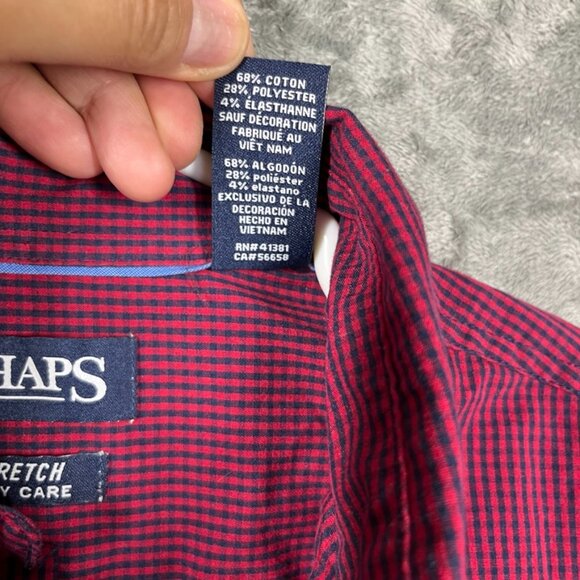 68% COTON
28% POLYESTER
4% ÉLASTHANNE
SAUF DÉCORATION
FABRIQUÉ AU
VIÊT NAM
68% ALGODÓN
28% poliéster
4% elastano
EXCLUSIVO DE LA
DECORACIÓN
HECHO EN
VIETNAM
RN#41381
CA#56658
HAPS
RETCH
Y CARE